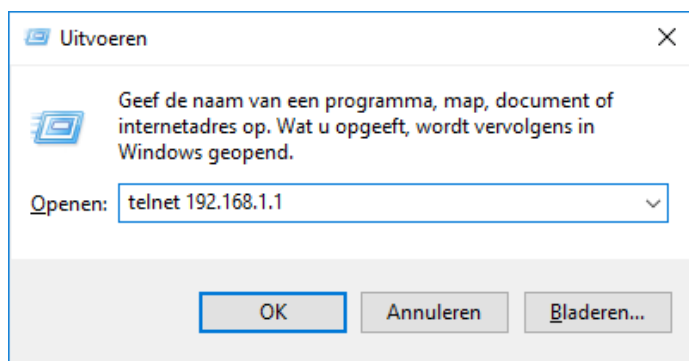 Uitvoeren
Geef de naam van een programma, map, document of
internetadres op. Wat u opgeeft, wordt vervolgens in
Windows geopend.
Openen: telnet 192.168.1.1
OK Annuleren Bladeren...